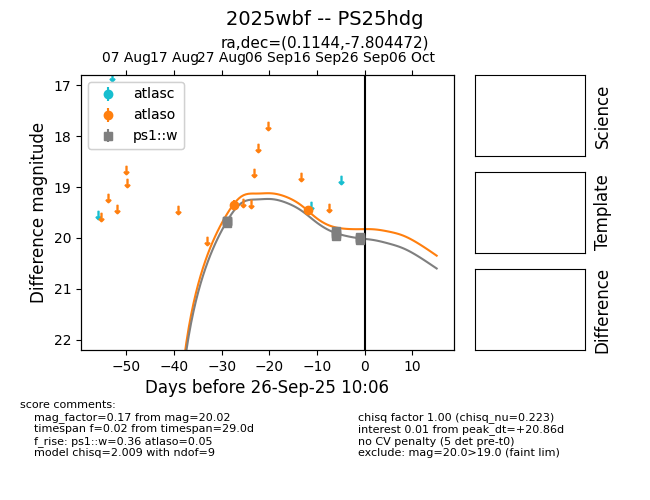 2025wbf -- PS25hdg
ra,dec=(0.1144,-7.804472)
07 Aug 17 Aug 27 Aug 06 Sep 16 Sep 26 Sep 06 Oct
atlasc
atlaso
ps1::w
17
18
19
20
21
22
Difference magnitude
−50 −40 −30 −20 −10 0 10
Days before 26-Sep-25 10:06
Science
Template
Difference
score comments:
mag_factor=0.17 from mag=20.02
timespan f=0.02 from timespan=29.0d
f_rise: ps1::w=0.36 atlaso=0.05
model chisq=2.009 with ndof=9
chisq factor 1.00 (chisq_nu=0.223)
interest 0.01 from peak_dt=+20.86d
no CV penalty (5 det pre-t0)
exclude: mag=20.0>19.0 (faint lim)